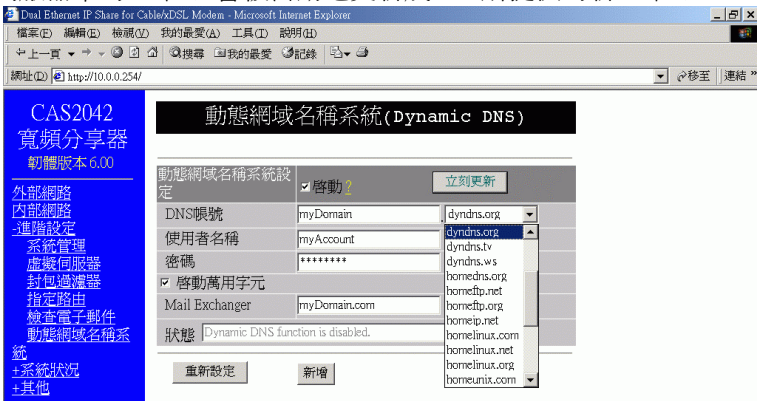 Dual Ethernet IP Share for Cable/xDSL Modem - Microsoft Internet Explorer
檔案(F) 編輯(E) 檢視(V) 我的最愛(A) 工具(T) 說明(H)
上一頁 搜尋 我的最愛 記錄
網址(D) http://10.0.0.254/ 移至 連結 »
CAS2042
寬頻分享器
韌體版本 6.00
外部網路
內部網路
-進階設定
系統管理
虛擬伺服器
封包過濾器
指定路由
檢查電子郵件
動態網域名稱系
統
+系統狀況
+其他
動態網域名稱系統(Dynamic DNS)
動態網域名稱系統設
定
啓動? 立刻更新
DNS帳號 myDomain . dyndns.org
使用者名稱 myAccount
密碼 ********
啓動萬用字元
Mail Exchanger myDomain.com
狀態 Dynamic DNS function is disabled.
dyndns.org
dyndns.tv
dyndns.ws
homedns.org
homeftp.net
homeftp.org
homeip.net
homelinux.com
homelinux.net
homelinux.org
homeunix.com
重新設定 新增